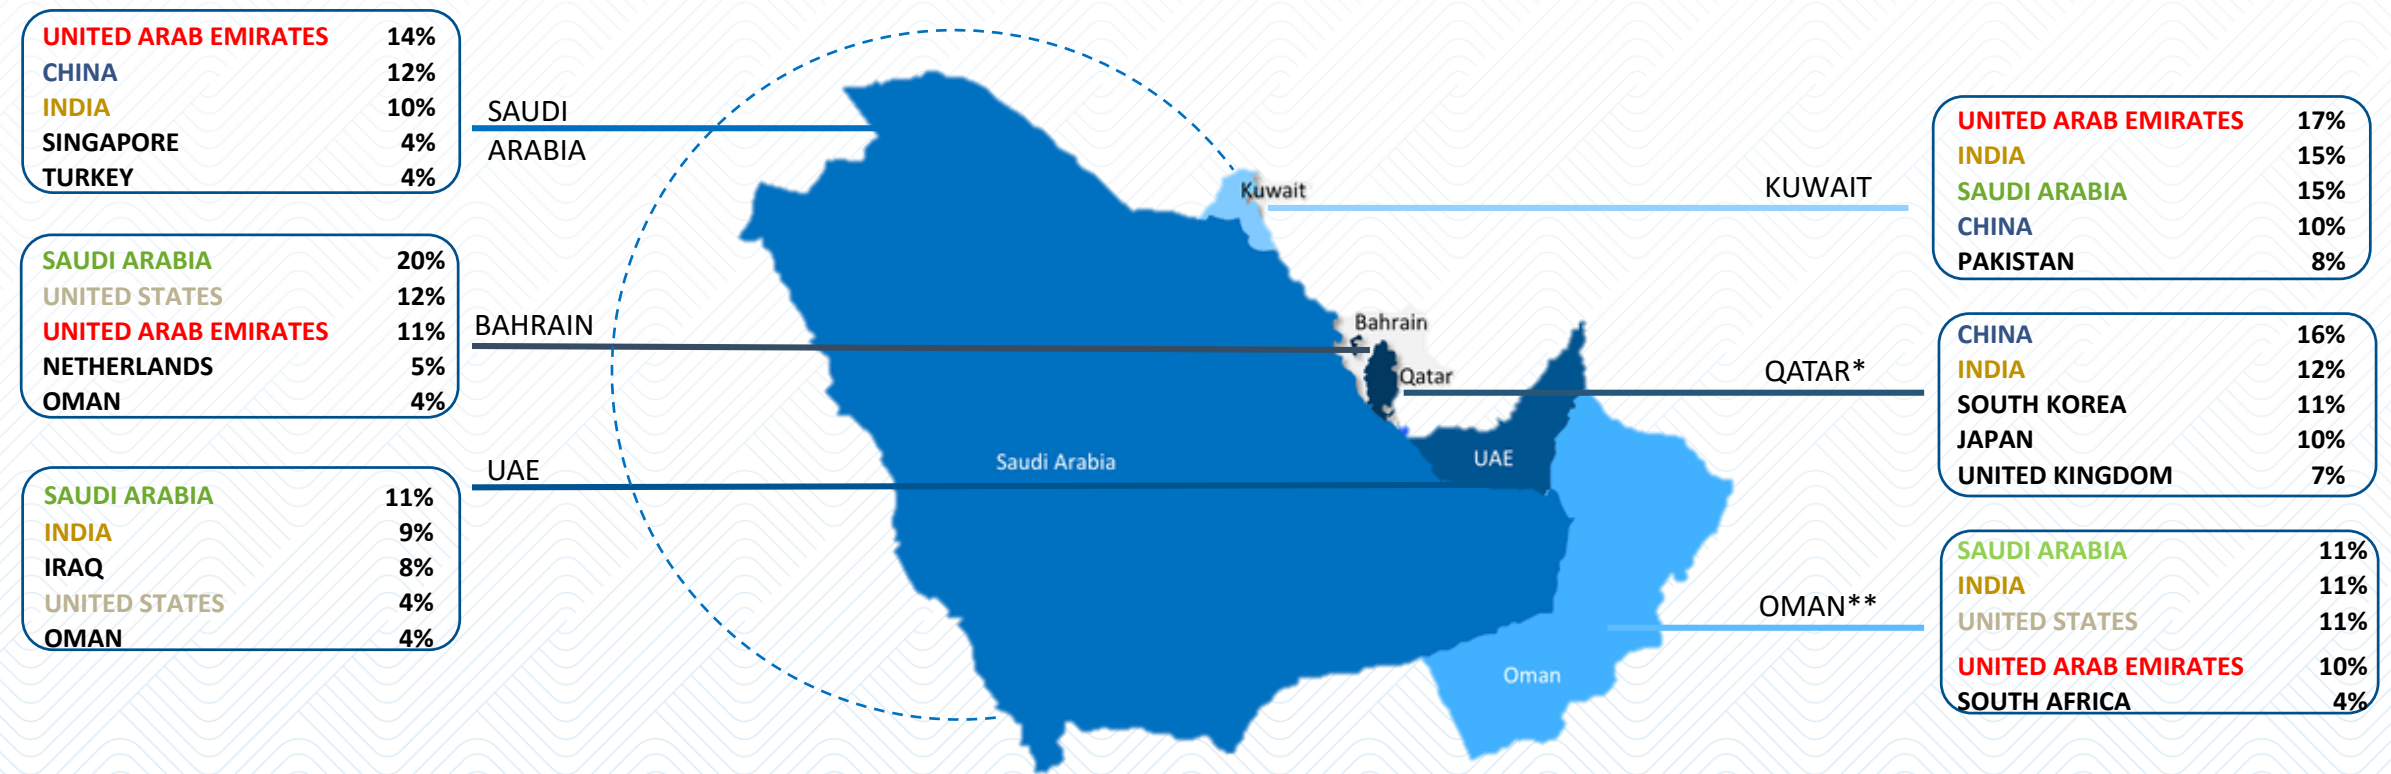 UNITED ARAB EMIRATES 14%
CHINA 12%
INDIA 10%
SINGAPORE 4%
TURKEY 4%
SAUDI
ARABIA
SAUDI ARABIA 20%
UNITED STATES 12%
UNITED ARAB EMIRATES 11%
NETHERLANDS 5%
OMAN 4%
BAHRAIN
SAUDI ARABIA 11%
INDIA 9%
IRAQ 8%
UNITED STATES 4%
OMAN 4%
UAE
Kuwait
Bahrain
Qatar
Saudi Arabia
UAE
Oman
KUWAIT
UNITED ARAB EMIRATES 17%
INDIA 15%
SAUDI ARABIA 15%
CHINA 10%
PAKISTAN 8%
QATAR*
CHINA 16%
INDIA 12%
SOUTH KOREA 11%
JAPAN 10%
UNITED KINGDOM 7%
OMAN**
SAUDI ARABIA 11%
INDIA 11%
UNITED STATES 11%
UNITED ARAB EMIRATES 10%
SOUTH AFRICA 4%